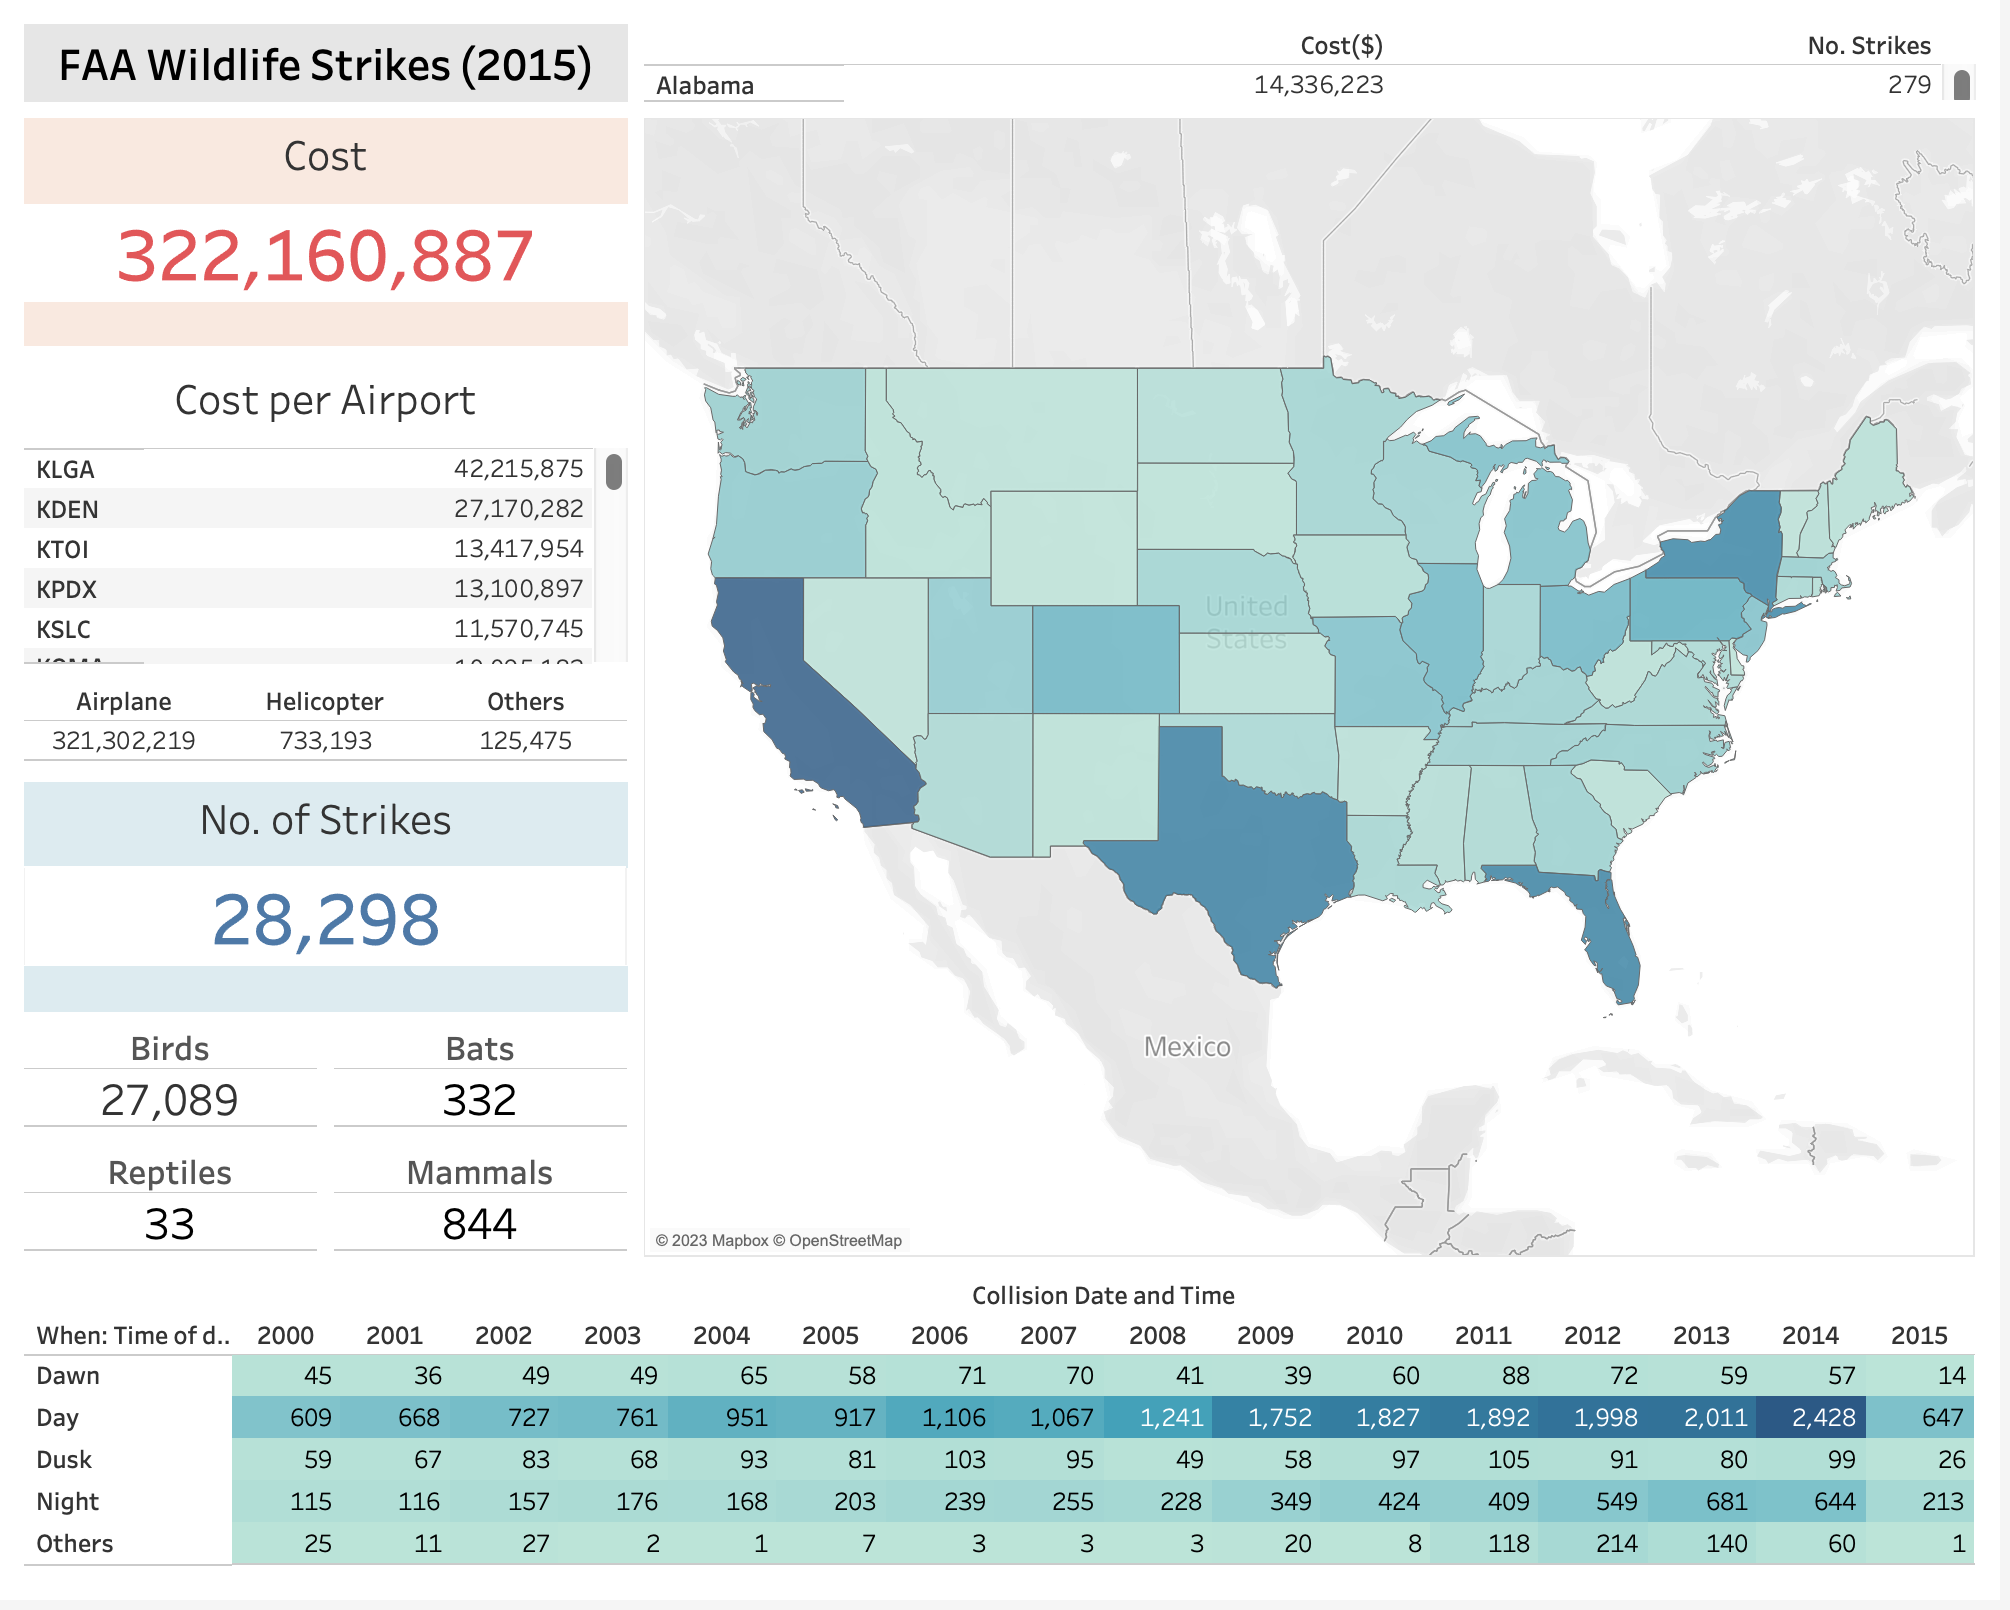 FAA Wildlife Strikes (2015)
Cost
322,160,887
Cost per Airport
KLGA 42,215,875
KDEN 27,170,282
KTOI 13,417,954
KPDX 13,100,897
KSLC 11,570,745
Airplane Helicopter Others
321,302,219 733,193 125,475
No. of Strikes
28,298
Birds Bats
27,089 332
Reptiles Mammals
33 844
Cost($) No. Strikes
Alabama 14,336,223 279
United
States
Mexico
© 2023 Mapbox © OpenStreetMap
Collision Date and Time
When: Time of d.. 2000 2001 2002 2003 2004 2005 2006 2007 2008 2009 2010 2011 2012 2013 2014 2015
Dawn 45 36 49 49 65 58 71 70 41 39 60 88 72 59 57 14
Day 609 668 727 761 951 917 1,106 1,067 1,241 1,752 1,827 1,892 1,998 2,011 2,428 647
Dusk 59 67 83 68 93 81 103 95 49 58 97 105 91 80 99 26
Night 115 116 157 176 168 203 239 255 228 349 424 409 549 681 644 213
Others 25 11 27 2 1 7 3 3 3 20 8 118 214 140 60 1